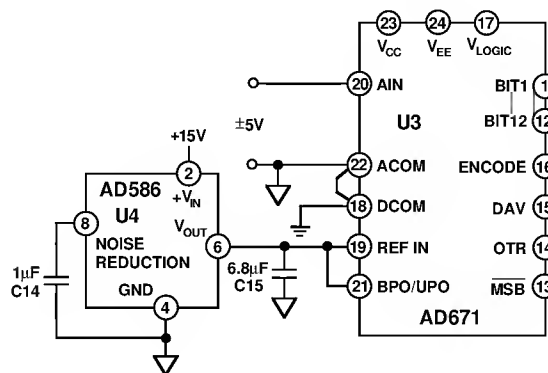 23 24 17
VCC VEE VLOGIC
20 AIN
BIT1 1
U3
±5V
BIT12 12
+15V
22 ACOM
ENCODE 16
2
AD586
+VIN
U4
18 DCOM
DAV 15
8
VOUT
6
NOISE
REDUCTION
19 REF IN
OTR 14
1μF
C14
GND
4
6.8μF
C15
21 BPO/UPO
MSB 13
AD671